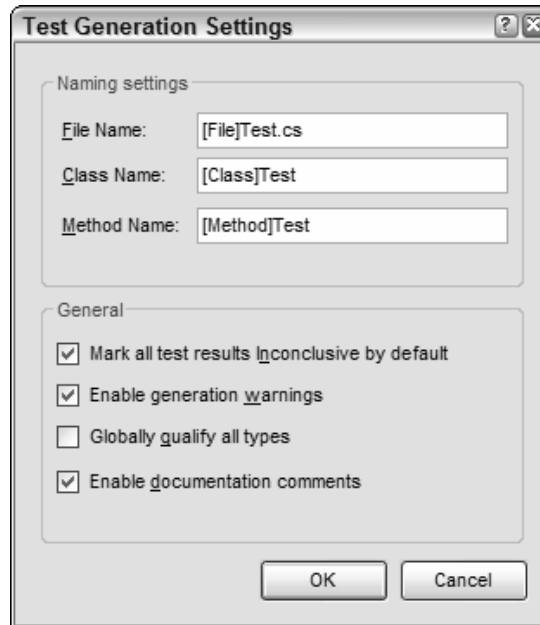 Test Generation Settings
Naming settings
File Name: [File]Test.cs
Class Name: [Class]Test
Method Name: [Method]Test
General
Mark all test results Inconclusive by default
Enable generation warnings
Globally qualify all types
Enable documentation comments
OK Cancel